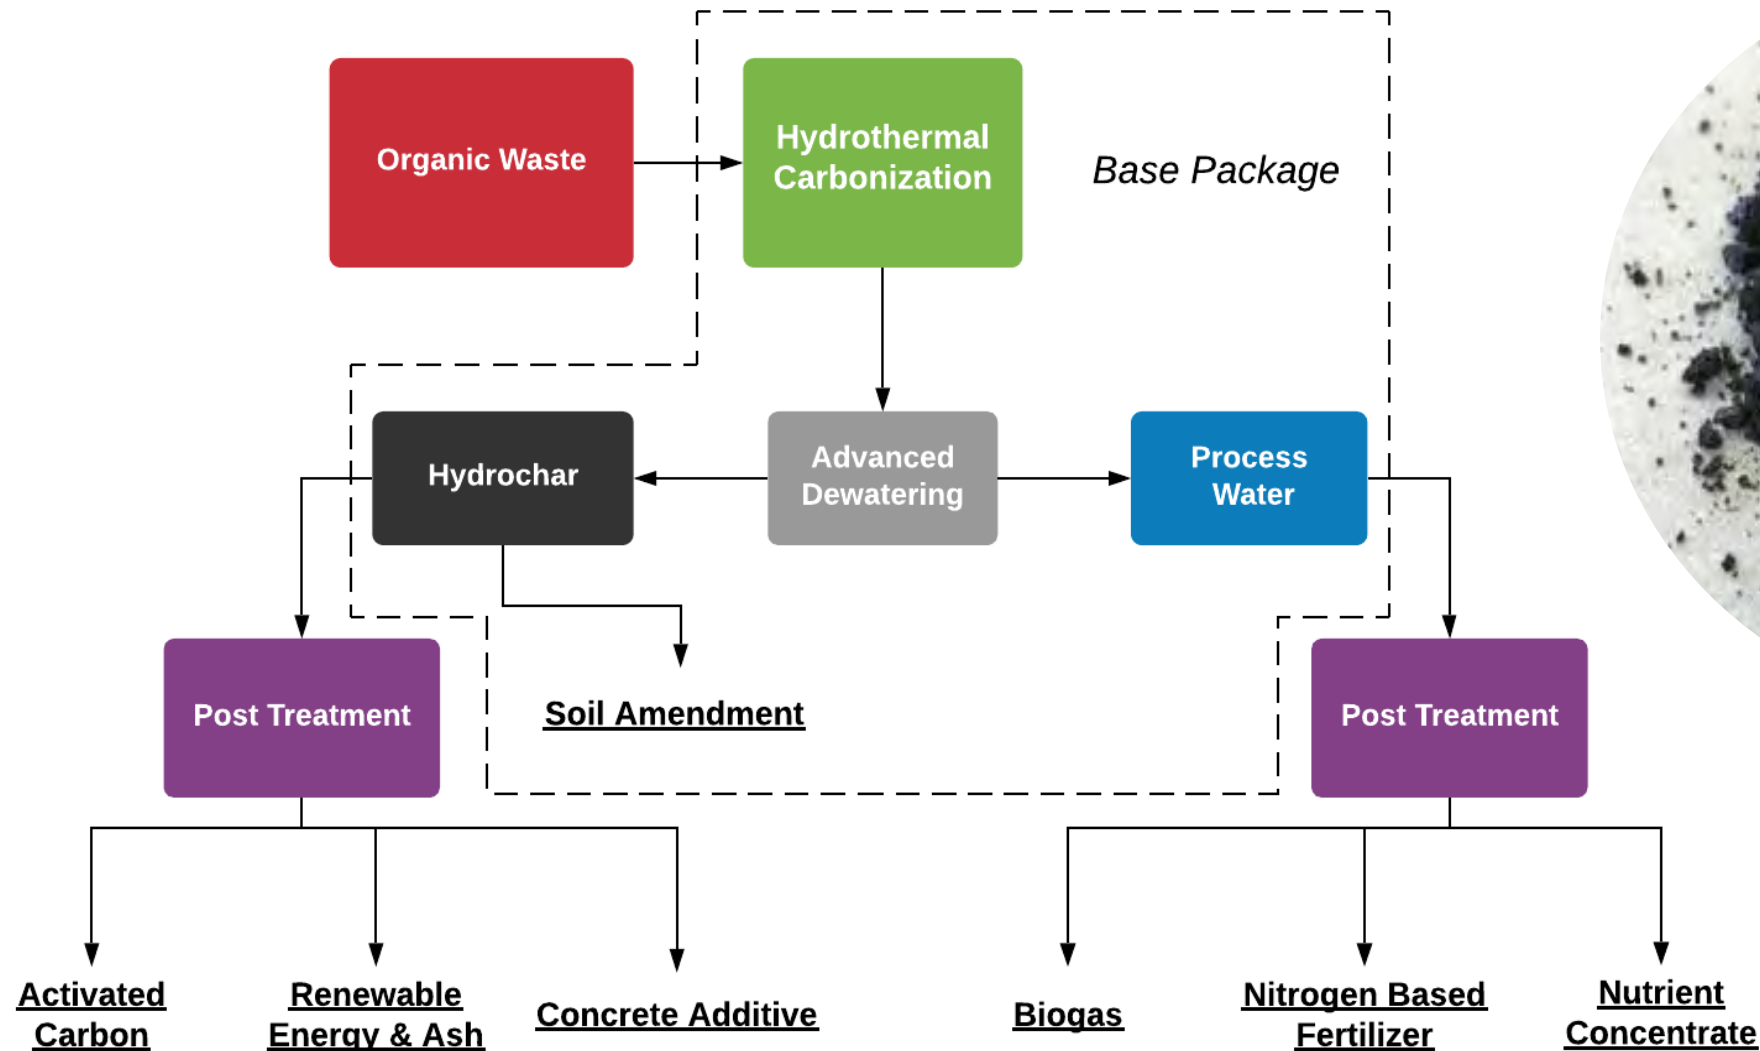 Organic Waste
Hydrothermal
Carbonization
Base Package
Hydrochar
Advanced
Dewatering
Process
Water
Post Treatment
Soil Amendment
Post Treatment
Activated
Carbon
Renewable
Energy & Ash
Concrete Additive
Biogas
Nitrogen Based
Fertilizer
Nutrient
Concentrate